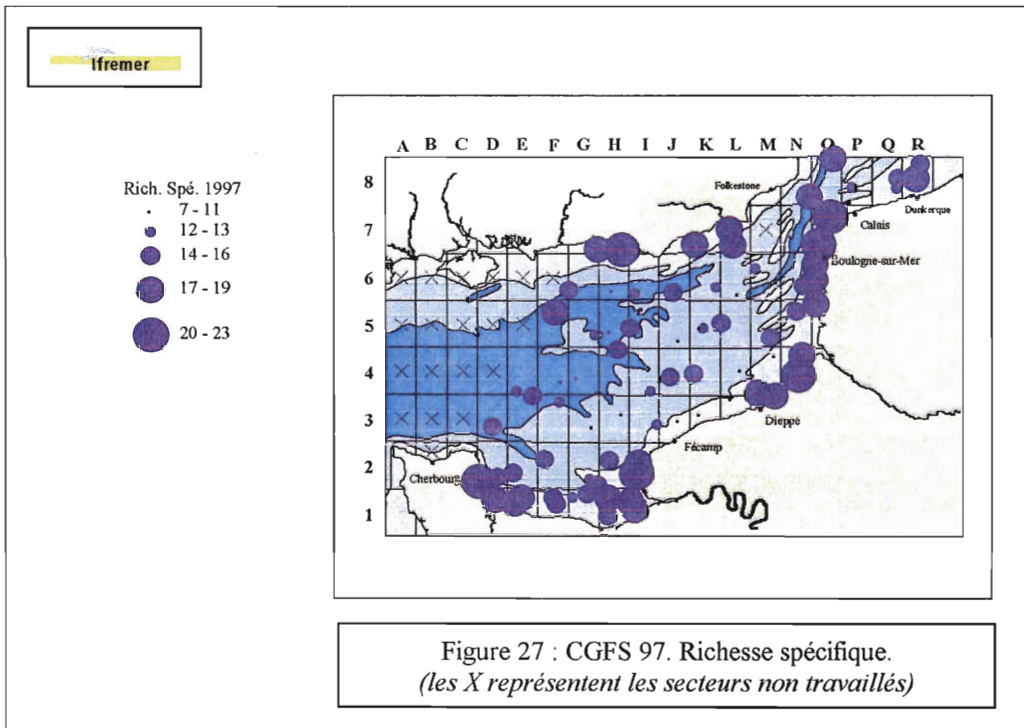 Ifremer
A B C D E F G H I J K L M N O P Q R
Rich. Spé. 1997
7 - 11
12 - 13
14 - 16
17 - 19
20 - 23
8
7
6
5
4
3
2
1
Folkestone
Dunkerque
Calais
Boulogne-sur-Mer
Dieppe
Fécamp
Cherbourg
Figure 27 : CGFS 97. Richesse spécifique.
(les X représentent les secteurs non travaillés)